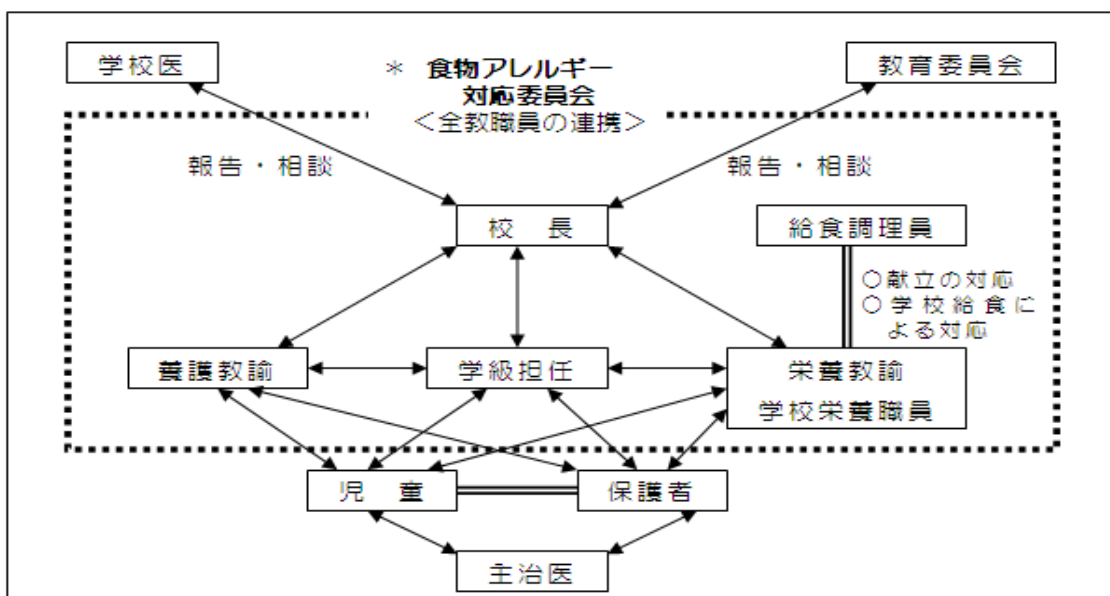 学校医
＊ 食物アレルギー
対応委員会
＜全教職員の連携＞
教育委員会
報告・相談
報告・相談
校 長
給食調理員
○献立の対応
○学校給食に
よる対応
養護教諭
学級担任
栄養教諭
学校栄養職員
児 童
保護者
主治医